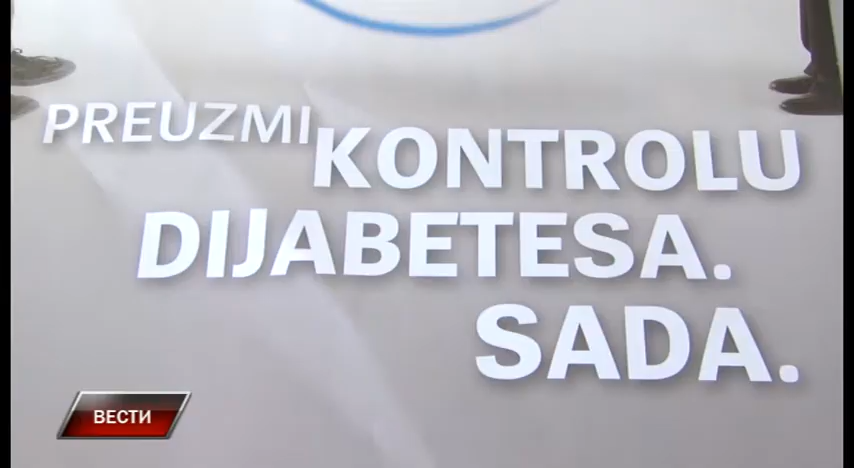 PREUZMI KONTROLU
DIJABETESA.
SADA.
ВЕСТИ